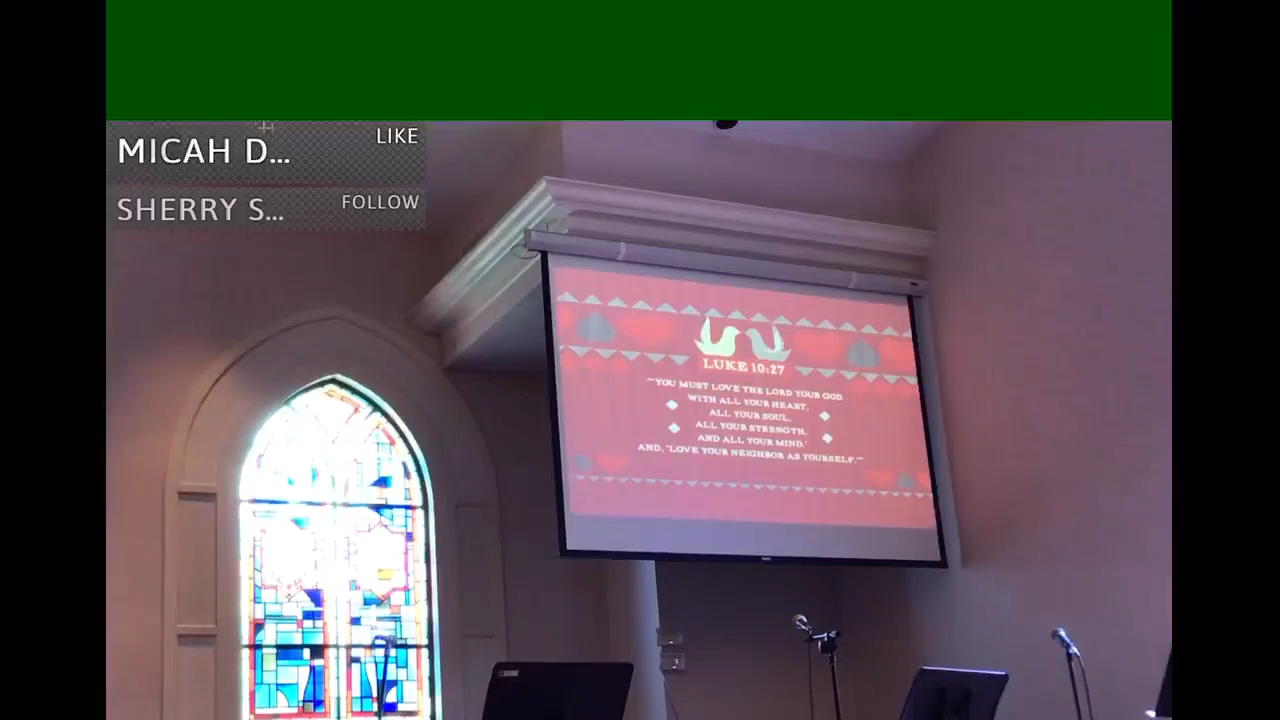 MICAH D...
LIKE
SHERRY S...
FOLLOW
LUKE 10:27
"'YOU MUST LOVE THE LORD YOUR GOD
WITH ALL YOUR HEART,
ALL YOUR SOUL,
ALL YOUR STRENGTH,
AND ALL YOUR MIND.'
AND, 'LOVE YOUR NEIGHBOR AS YOURSELF.'"